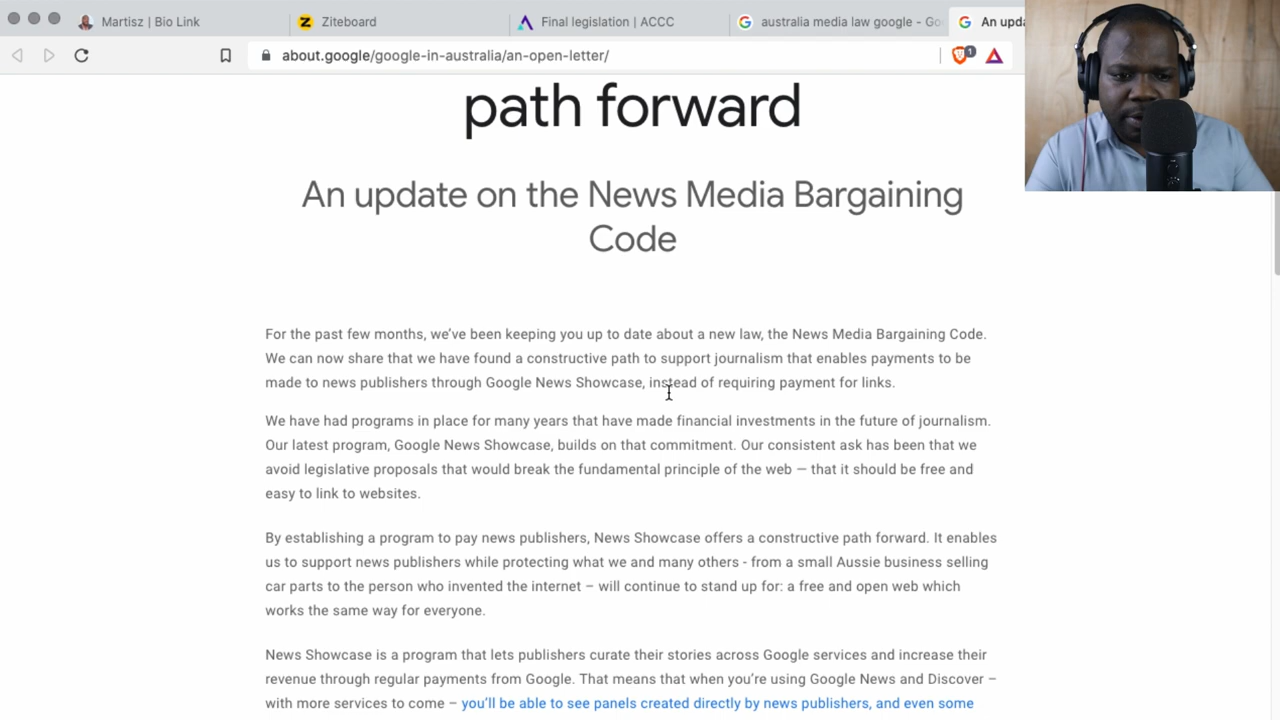 Martisz | Bio Link
Ziteboard
Final legislation | ACCC
australia media law google - Go
An upda
about.google/google-in-australia/an-open-letter/
1
path forward
An update on the News Media Bargaining
Code
For the past few months, we've been keeping you up to date about a new law, the News Media Bargaining Code.
We can now share that we have found a constructive path to support journalism that enables payments to be
made to news publishers through Google News Showcase, instead of requiring payment for links.
We have had programs in place for many years that have made financial investments in the future of journalism.
Our latest program, Google News Showcase, builds on that commitment. Our consistent ask has been that we
avoid legislative proposals that would break the fundamental principle of the web — that it should be free and
easy to link to websites.
By establishing a program to pay news publishers, News Showcase offers a constructive path forward. It enables
us to support news publishers while protecting what we and many others - from a small Aussie business selling
car parts to the person who invented the internet – will continue to stand up for: a free and open web which
works the same way for everyone.
News Showcase is a program that lets publishers curate their stories across Google services and increase their
revenue through regular payments from Google. That means that when you're using Google News and Discover –
with more services to come – you'll be able to see panels created directly by news publishers, and even some